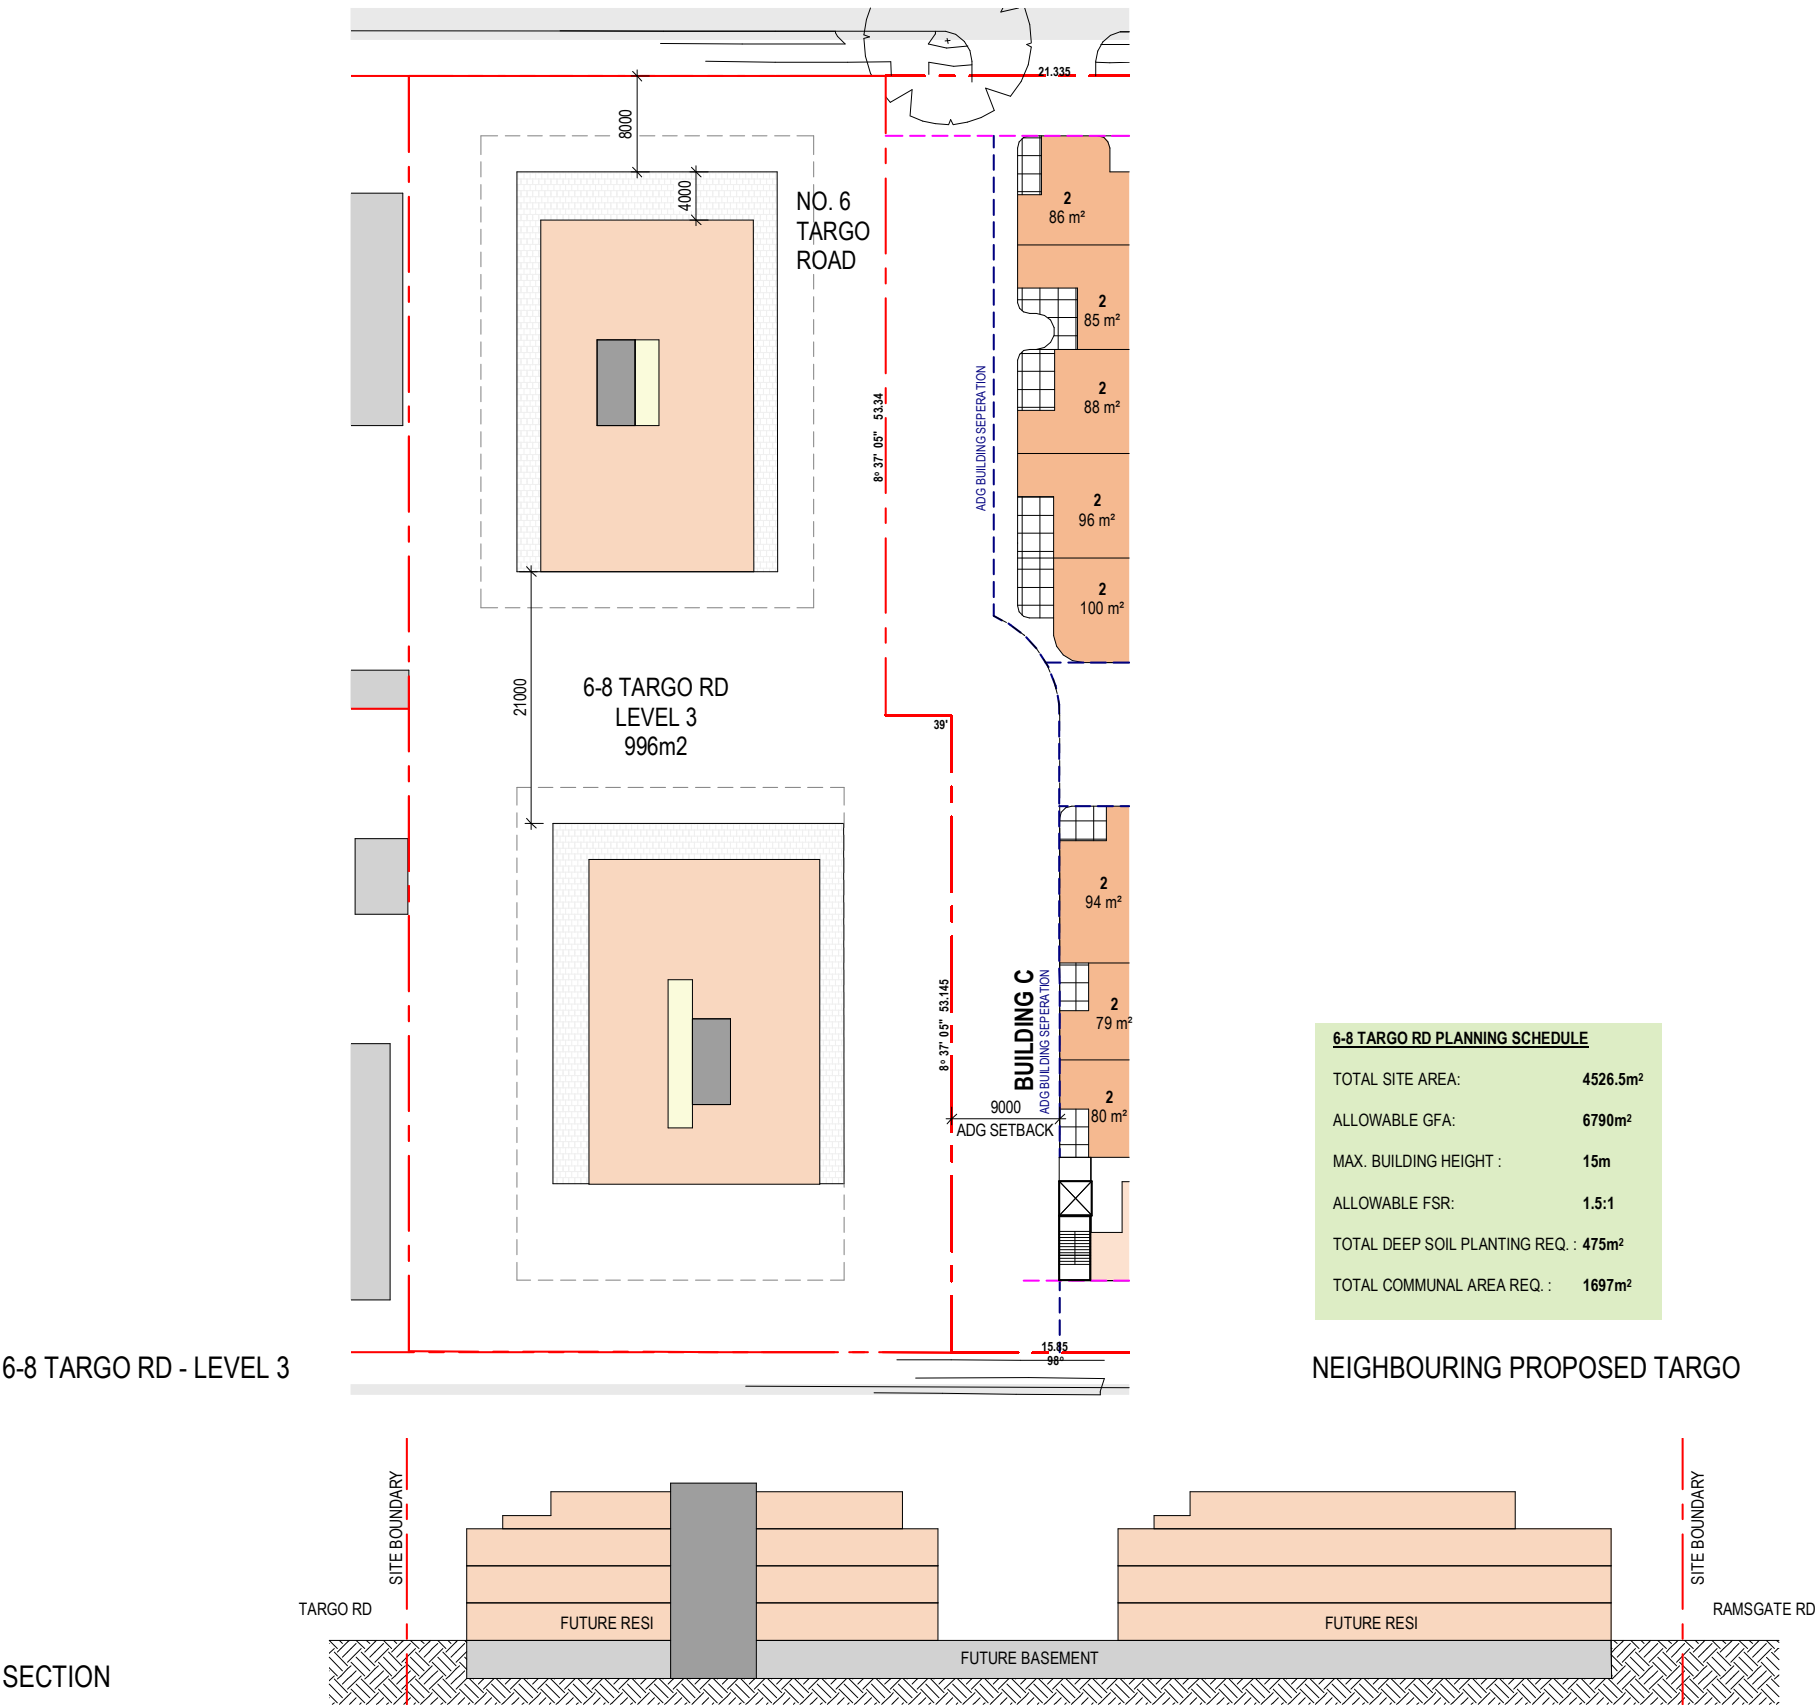 21.335
8000
4000
NO. 6
TARGO
ROAD
2
86 m²
2
85 m²
ADG BUILDING SEPERATION
2
88 m²
8° 37' 05" 53.34
2
96 m²
2
100 m²
21000
6-8 TARGO RD
LEVEL 3
996m2
39'
2
94 m²
8° 37' 05" 53.145
BUILDING C
ADG BUILDING SEPERATION
2
79 m²
2
80 m²
9000
ADG SETBACK
6-8 TARGO RD PLANNING SCHEDULE
TOTAL SITE AREA: 4526.5m²
ALLOWABLE GFA: 6790m²
MAX. BUILDING HEIGHT : 15m
ALLOWABLE FSR: 1.5:1
TOTAL DEEP SOIL PLANTING REQ. : 475m²
TOTAL COMMUNAL AREA REQ. : 1697m²
15.85
98°
6-8 TARGO RD - LEVEL 3
NEIGHBOURING PROPOSED TARGO
SITE BOUNDARY
SITE BOUNDARY
TARGO RD
RAMSGATE RD
FUTURE RESI
FUTURE RESI
FUTURE BASEMENT
SECTION